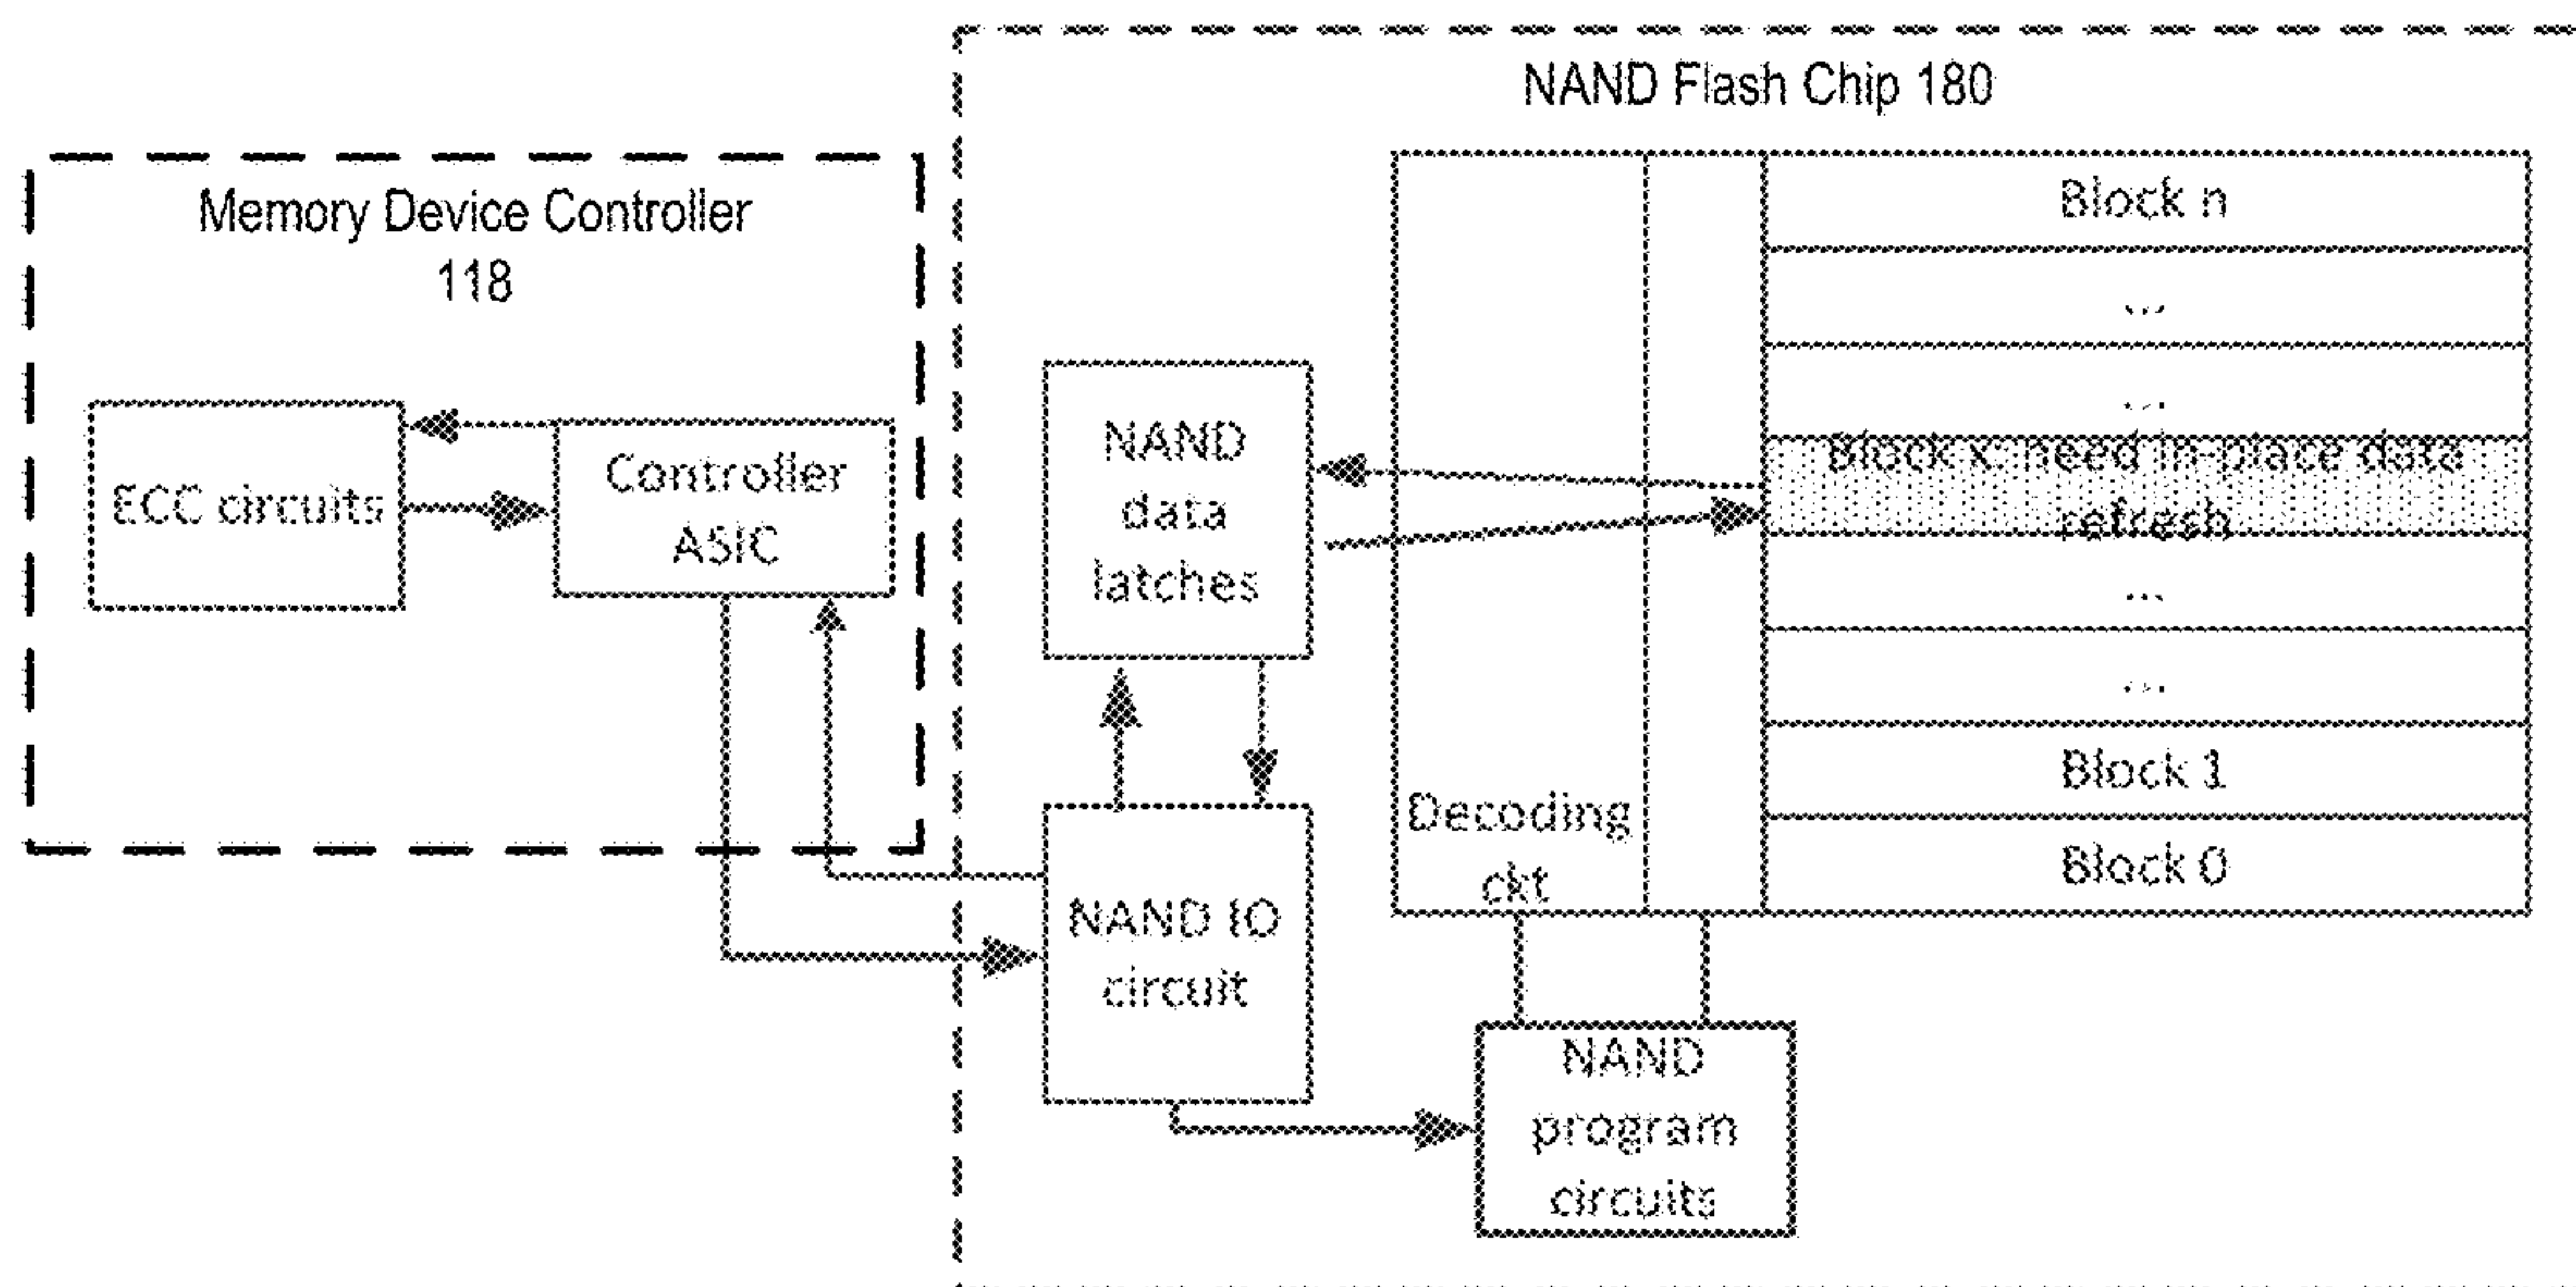 NAND Flash Chip 180
Memory Device Controller
118
ECC circuits
Controller
ASIC
NAND
data
latches
NAND IO
circuit
Decoding
ckt
NAND
program
circuits
Block n
...
...
Block x: need in-place data
refresh
...
...
Block 1
Block 0